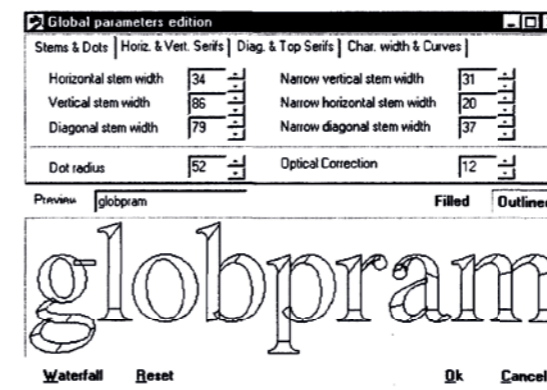 Global parameters edition
Stems & Dots Horiz. & Vert. Serifs Diag. & Top Serifs Char. width & Curves
Horizontal stem width 34 Narrow vertical stem width 31
Vertical stem width 86 Narrow horizontal stem width 20
Diagonal stem width 79 Narrow diagonal stem width 37
Dot radius 52 Optical Correction 12
Preview globpram Filled Outlined
globpram
Waterfall Reset Ok Cancel